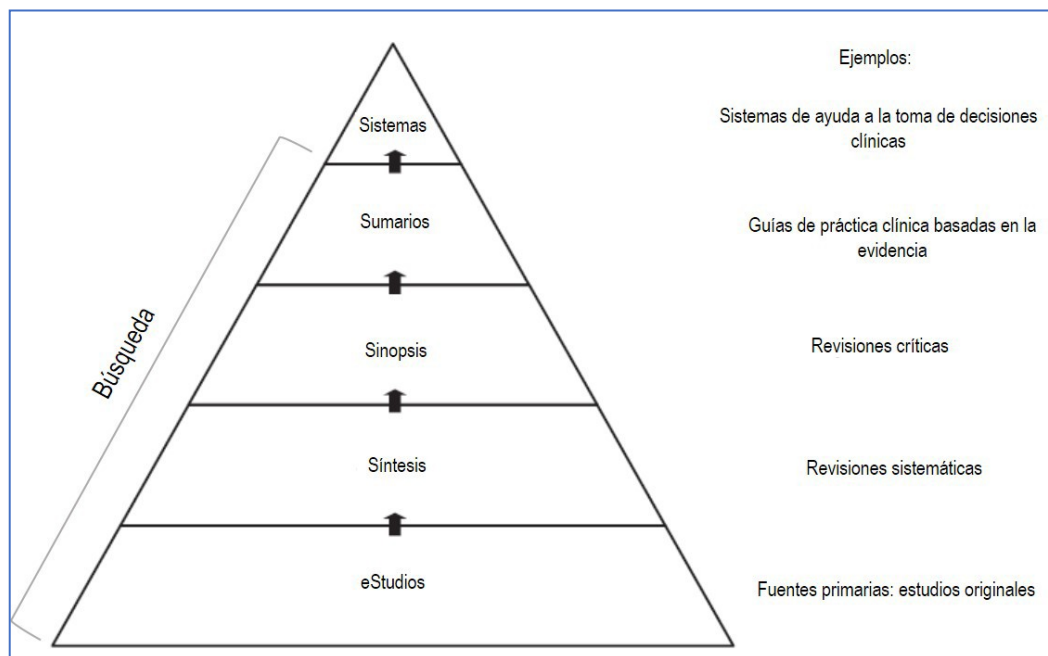 Ejemplos:
Sistemas
Sistemas de ayuda a la toma de decisiones
clínicas
Sumarios
Guías de práctica clínica basadas en la
evidencia
Búsqueda
Sinopsis
Revisiones críticas
Síntesis
Revisiones sistemáticas
eStudios
Fuentes primarias: estudios originales